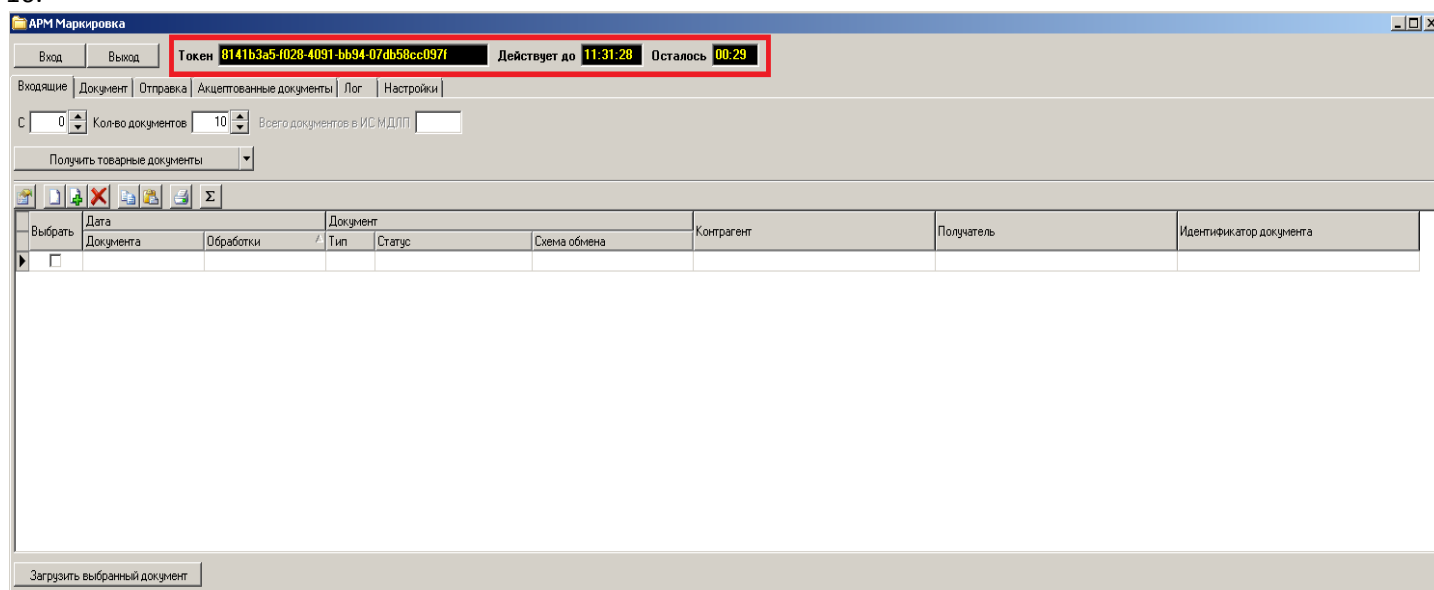 АРМ Маркировка
Вход Выход Токен 8141b3a5-f028-4091-bb94-07db58cc097f Действует до 11:31:28 Осталось 00:29
Входящие Документ Отправка Акцептованные документы Лог Настройки
С 0 Кол-во документов 10 Всего документов в ИС МДЛП
Получить товарные документы
Σ
Выбрать Дата Документ Контрагент Получатель Идентификатор документа
Документа Обработки Тип Статус Схема обмена
Загрузить выбранный документ